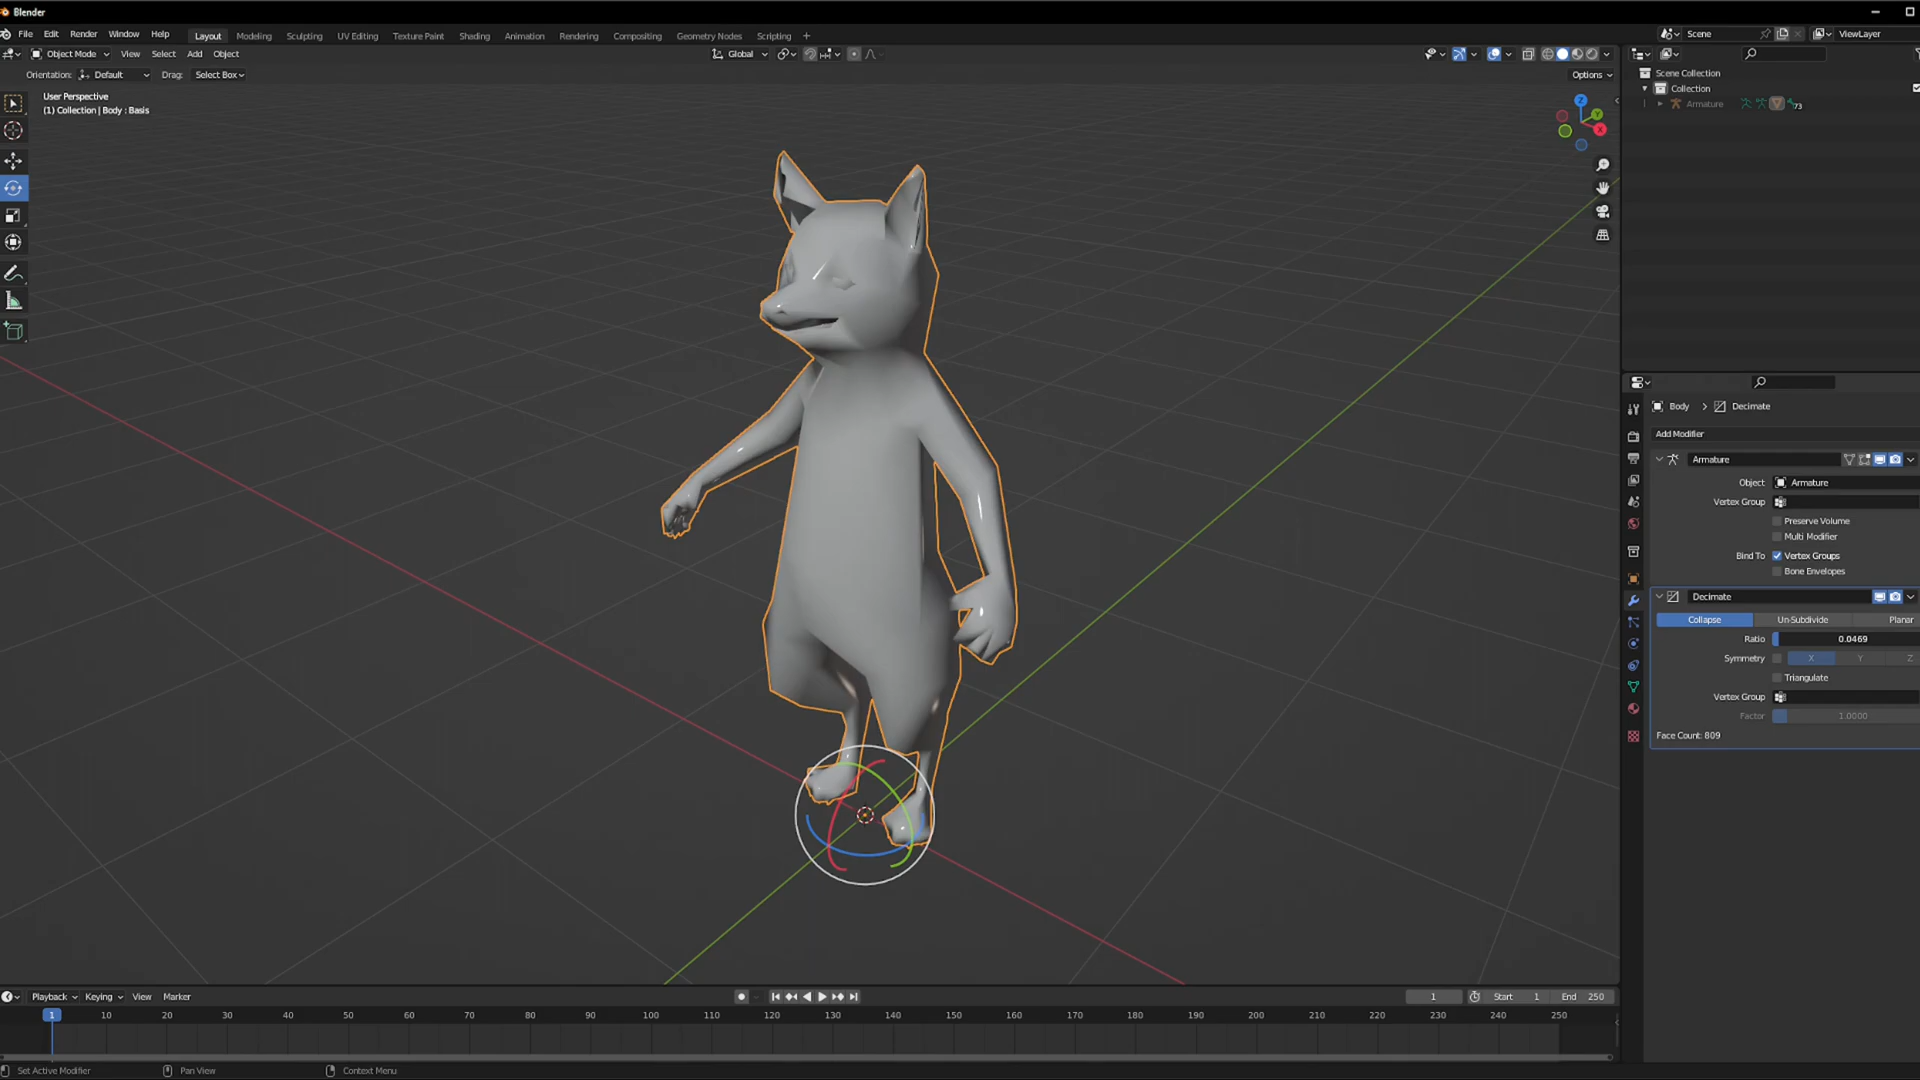 Blender
File Edit Render Window Help Layout Modeling Sculpting UV Editing Texture Paint Shading Animation Rendering Compositing Geometry Nodes Scripting + Scene ViewLayer
Object Mode View Select Add Object Global
Orientation: Default Drag: Select Box Options
User Perspective
(1) Collection | Body : Basis
Z
Y
X
Scene Collection
Collection
Armature 73
Body > Decimate
Add Modifier
Armature
Object Armature
Vertex Group
Preserve Volume
Multi Modifier
Bind To Vertex Groups
Bone Envelopes
Decimate
Collapse Un-Subdivide Planar
Ratio 0.0469
Symmetry X Y Z
Triangulate
Vertex Group
Factor 1.0000
Face Count: 809
Playback Keying View Marker 1 Start 1 End 250
1 10 20 30 40 50 60 70 80 90 100 110 120 130 140 150 160 170 180 190 200 210 220 230 240 250
Set Active Modifier Pan View Context Menu